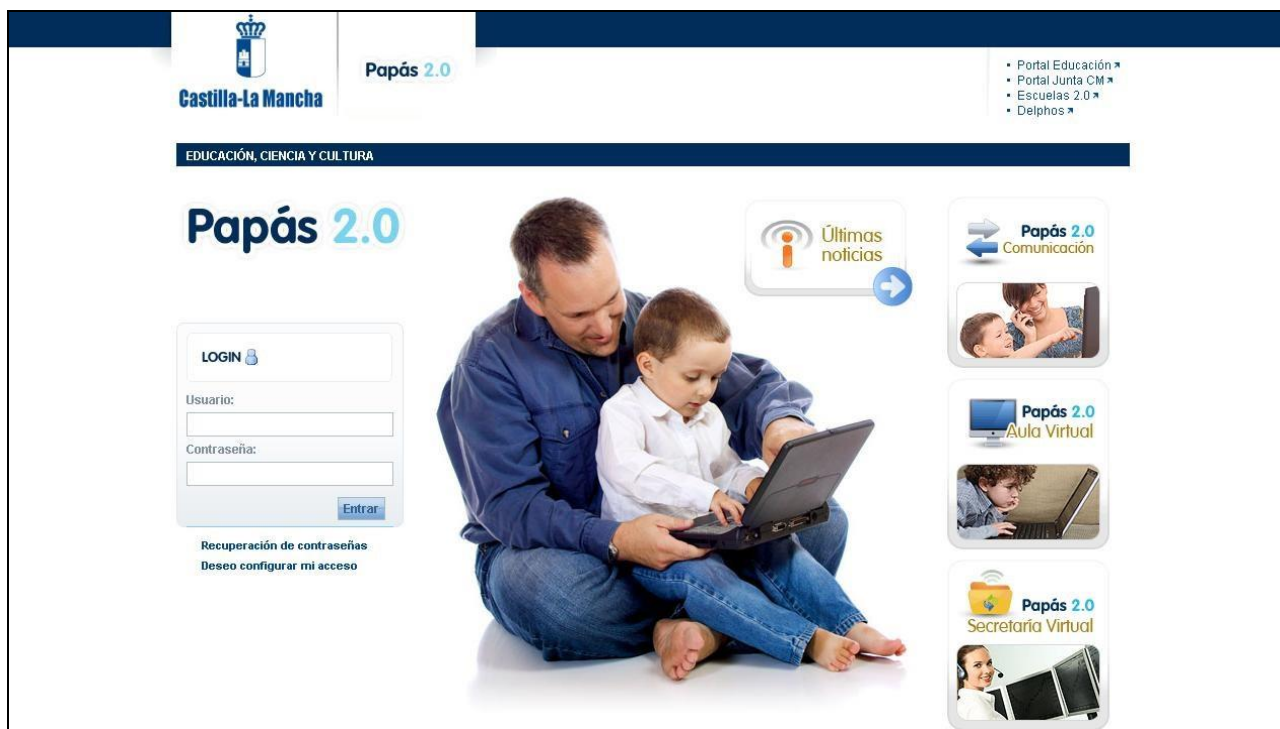 Castilla-La Mancha
Papás 2.0
Portal Educación
Portal Junta CM
Escuelas 2.0
Delphos
EDUCACIÓN, CIENCIA Y CULTURA
Papás 2.0
Últimas
noticias
Papás 2.0
Comunicación
LOGIN
Usuario:
Contraseña:
Entrar
Recuperación de contraseñas
Deseo configurar mi acceso
Papás 2.0
Aula Virtual
Papás 2.0
Secretaría Virtual